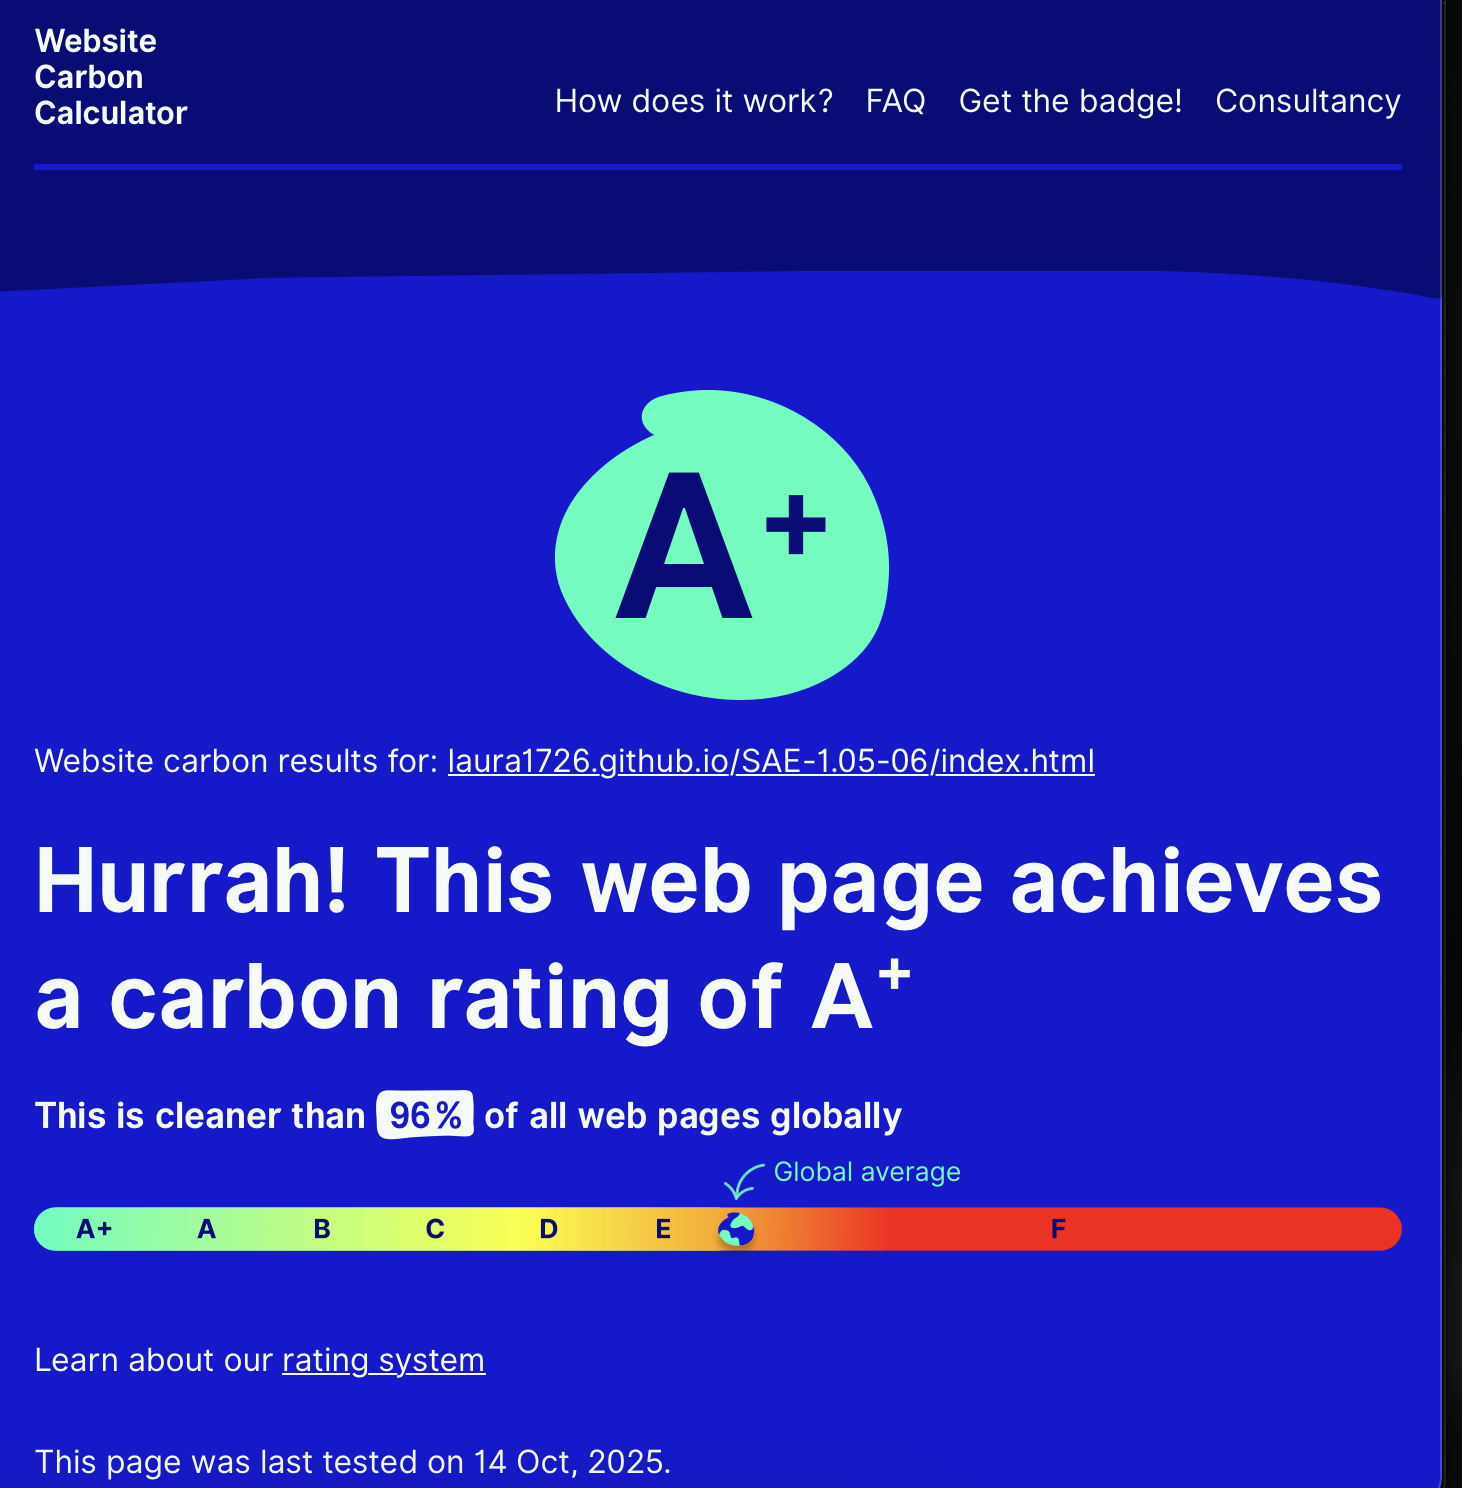 Website
Carbon
Calculator
How does it work? FAQ Get the badge! Consultancy
A+
Website carbon results for: laura1726.github.io/SAE-1.05-06/index.html
Hurrah! This web page achieves
a carbon rating of A+
This is cleaner than 96% of all web pages globally
Global average
A+ A B C D E F
Learn about our rating system
This page was last tested on 14 Oct, 2025.